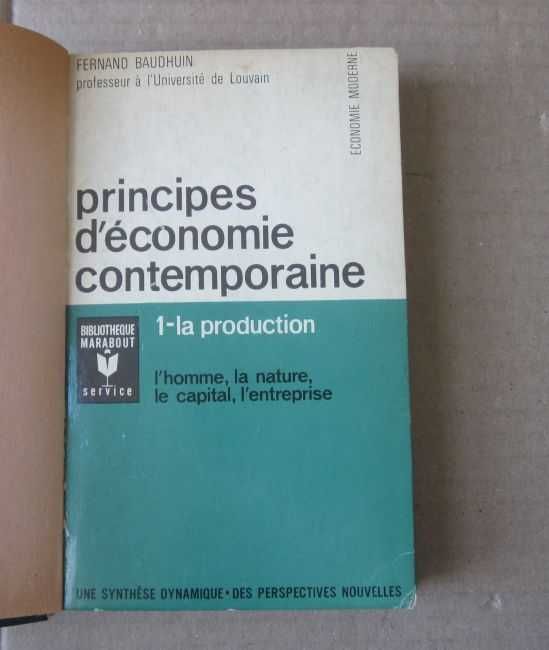 FERNAND BAUDHUIN
professeur à l'Université de Louvain
ECONOMIE MODERNE
principes
d'économie
contemporaine
BIBLIOTHEQUE
MARABOUT
service
1-la production
l'homme, la nature,
le capital, l'entreprise
UNE SYNTHÈSE DYNAMIQUE • DES PERSPECTIVES NOUVELLES